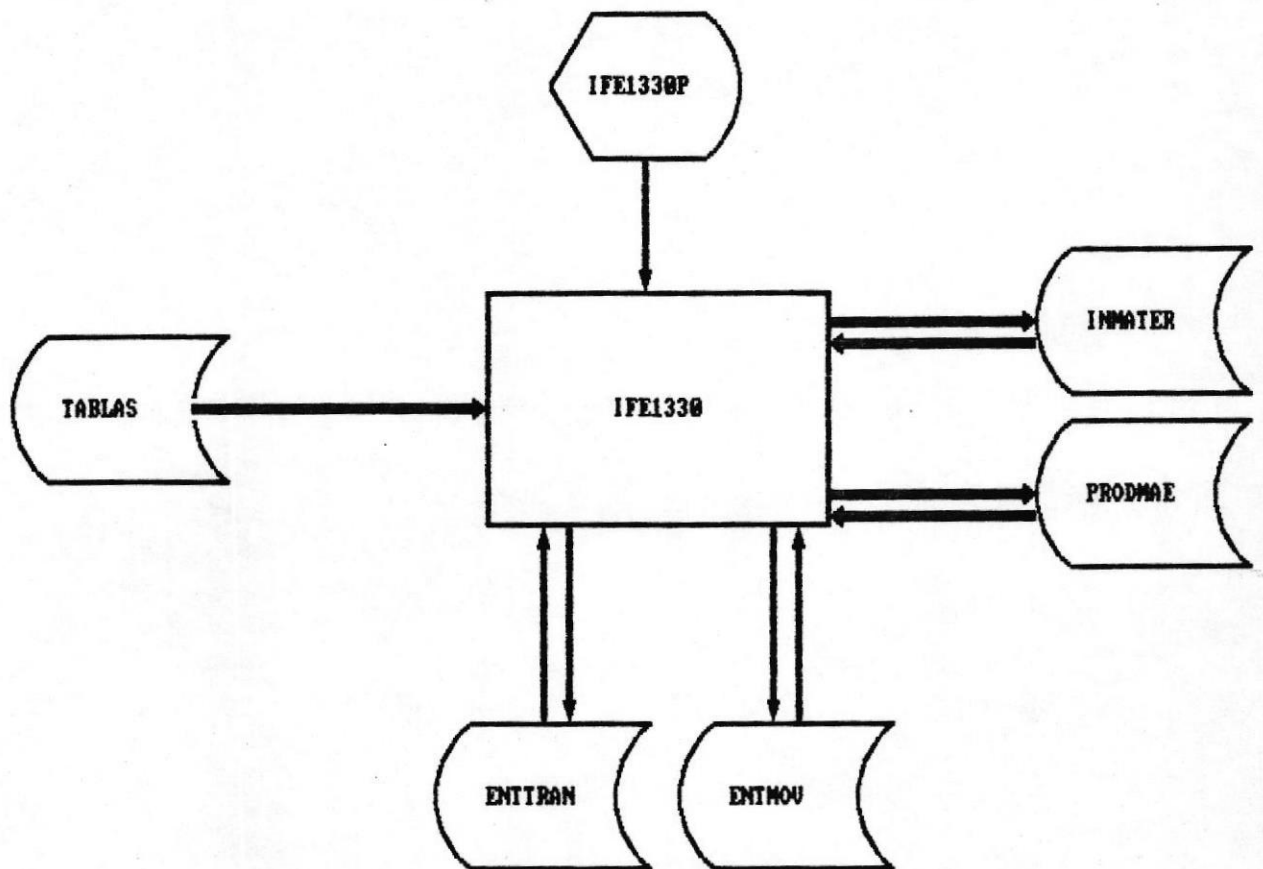 IFE1330P
INMATER
TABLAS
IFE1330
PRODMAE
ENTTRAN
ENTMOV